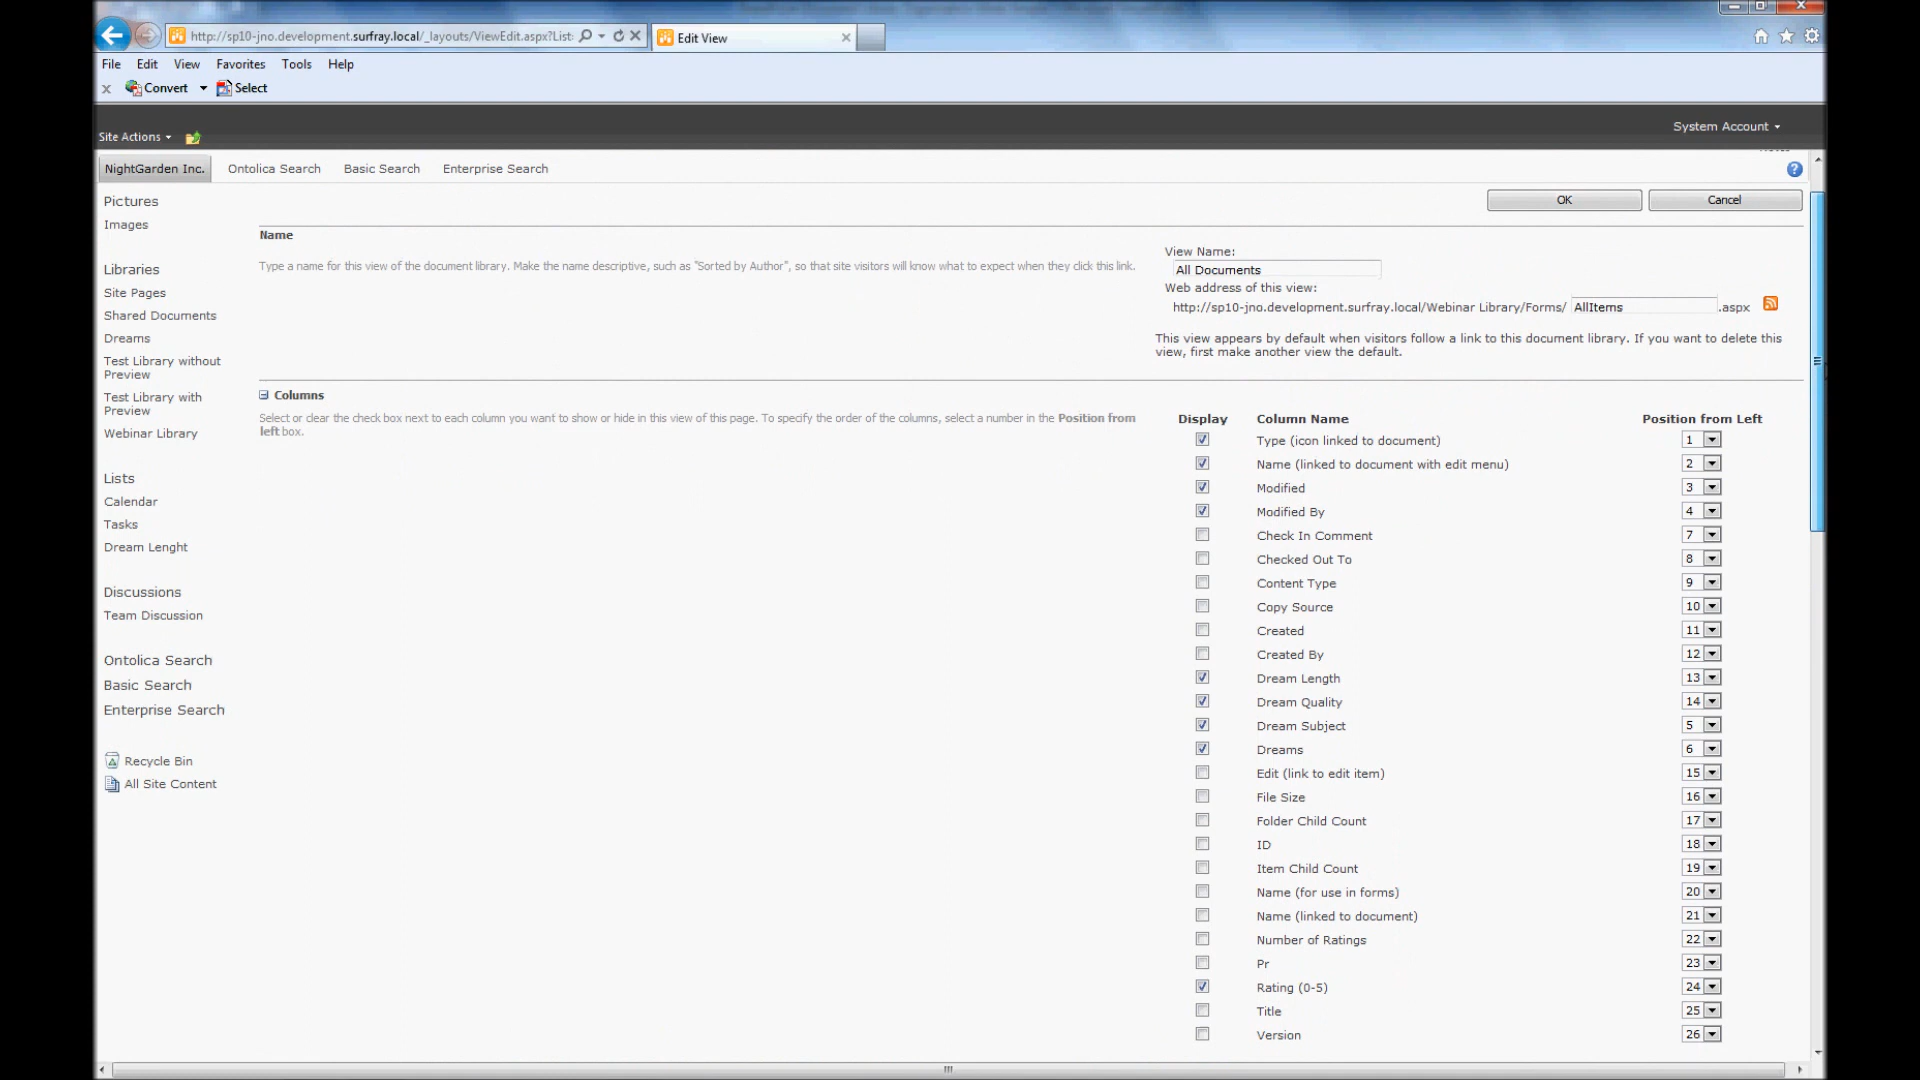 http://sp10-jno.development.surfray.local/_layouts/ViewEdit.aspx?List:
Edit View
File Edit View Favorites Tools Help
x Convert Select
Site Actions
System Account
NightGarden Inc. Ontolica Search Basic Search Enterprise Search
OK Cancel
Pictures
Images
Libraries
Site Pages
Shared Documents
Dreams
Test Library without
Preview
Test Library with
Preview
Webinar Library
Lists
Calendar
Tasks
Dream Lenght
Discussions
Team Discussion
Ontolica Search
Basic Search
Enterprise Search
Recycle Bin
All Site Content
Name
Type a name for this view of the document library. Make the name descriptive, such as "Sorted by Author", so that site visitors will know what to expect when they click this link.
View Name:
All Documents
Web address of this view:
http://sp10-jno.development.surfray.local/Webinar Library/Forms/ AllItems .aspx
This view appears by default when visitors follow a link to this document library. If you want to delete this
view, first make another view the default.
Columns
Select or clear the check box next to each column you want to show or hide in this view of this page. To specify the order of the columns, select a number in the Position from
left box.
Display Column Name Position from Left
Type (icon linked to document) 1
Name (linked to document with edit menu) 2
Modified 3
Modified By 4
Check In Comment 7
Checked Out To 8
Content Type 9
Copy Source 10
Created 11
Created By 12
Dream Length 13
Dream Quality 14
Dream Subject 5
Dreams 6
Edit (link to edit item) 15
File Size 16
Folder Child Count 17
ID 18
Item Child Count 19
Name (for use in forms) 20
Name (linked to document) 21
Number of Ratings 22
Pr 23
Rating (0-5) 24
Title 25
Version 26